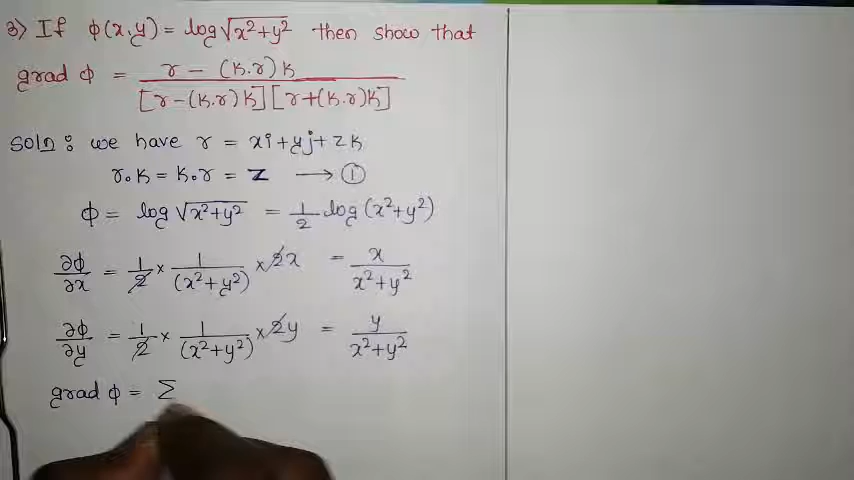 3) If ϕ(x,y) = log√(x²+y²) then show that
grad ϕ = r - (k.r)k / [r-(k.r)k][r+(k.r)k]
Soln: we have r = xi+yj+zk
r.k = k.r = z → ①
ϕ = log√(x²+y²) = 1/2 log(x²+y²)
∂ϕ/∂x = 1/2 × 1/(x²+y²) × 2x = x/(x²+y²)
∂ϕ/∂y = 1/2 × 1/(x²+y²) × 2y = y/(x²+y²)
grad ϕ = Σ